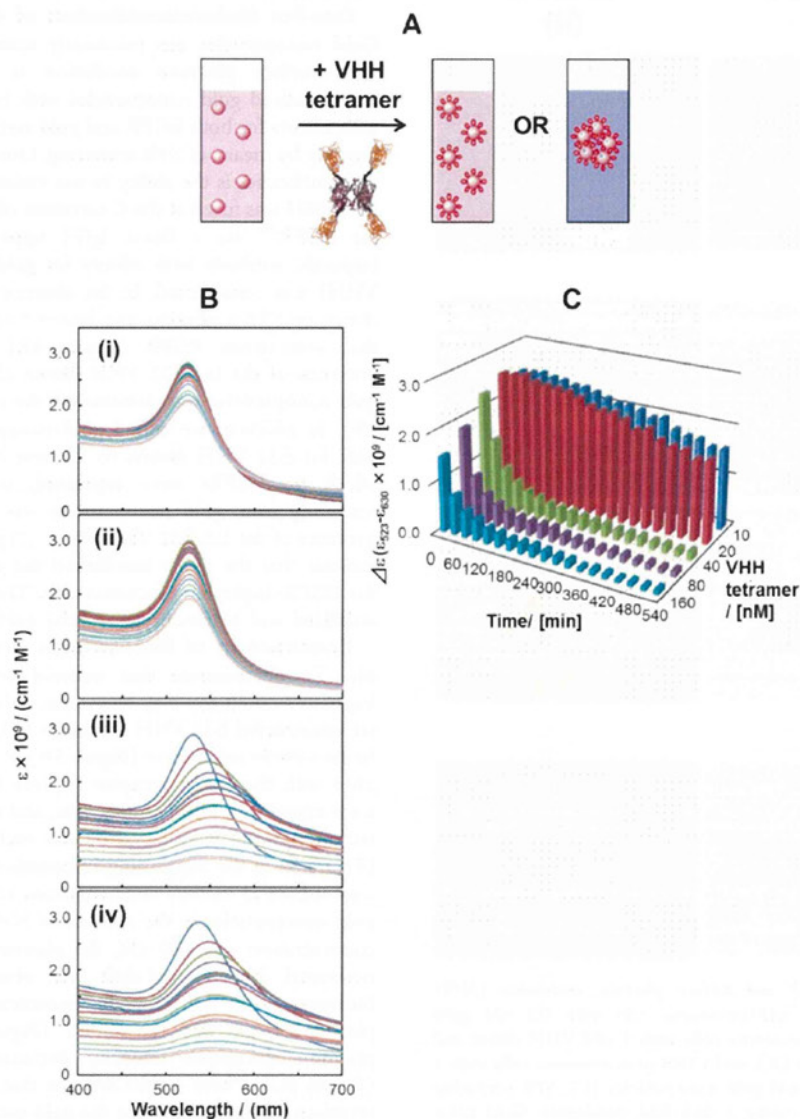 A
+ VHH
tetramer
OR
B
(i)
3.0
2.0
1.0
0
(ii)
3.0
2.0
1.0
0
(iii)
3.0
2.0
1.0
0
(iv)
3.0
2.0
1.0
0
ε × 10⁹ / (cm⁻¹ M⁻¹)
400 500 600 700
Wavelength / (nm)
C
3.0
2.0
1.0
0.0
Δε (ε₅₂₃-ε₆₃₀ × 10⁹ / [cm⁻¹ M⁻¹]
0 60 120 180 240 300 360 420 480 540
Time/ [min]
10
20
40
80
160
VHH
tetramer
/ [nM]